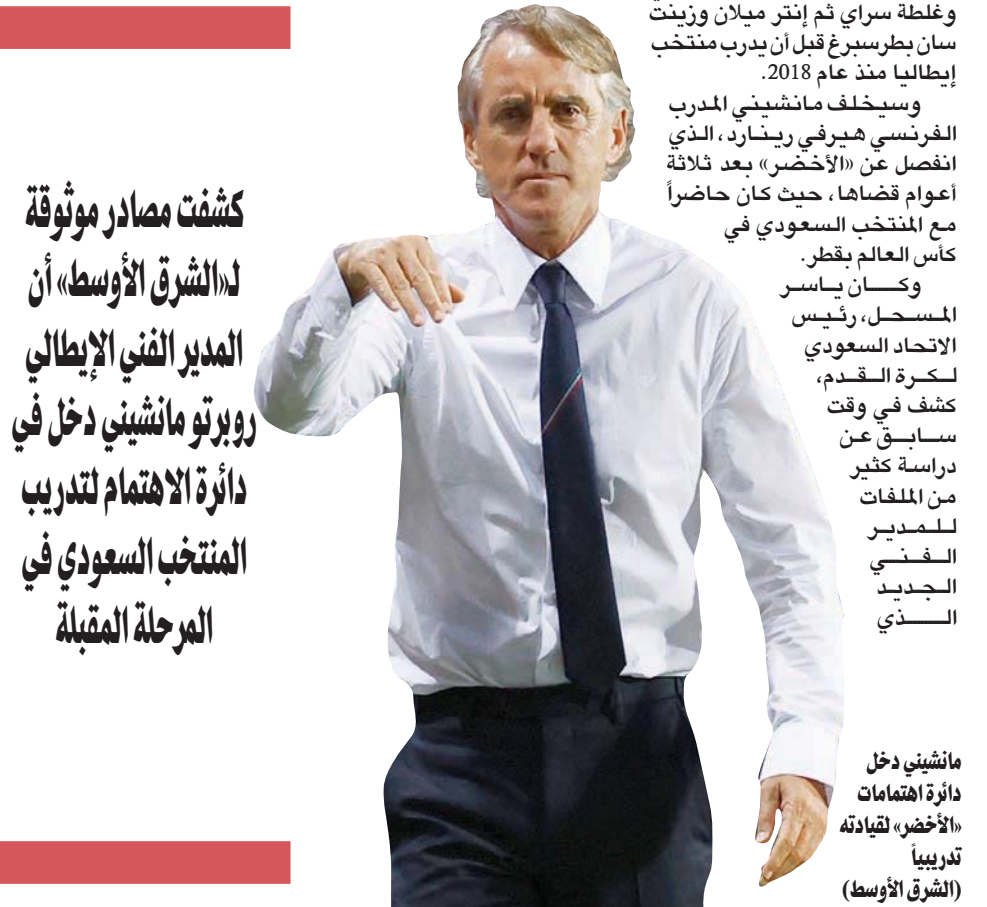 وغلطة سراي ثم إنتر ميلان وزينت
سان بطرسبرغ قبل أن يدرب منتخب
إيطاليا منذ عام 2018.
وسيخلف مانشيني المدرب
الفرنسي هيرفي رينارد، الذي
انفصل عن «الأخضر» بعد ثلاثة
أعوام قضاها، حيث كان حاضراً
مع المنتخب السعودي في
كأس العالم بقطر.
وكان ياسر
المسحل، رئيس
الاتحاد السعودي
لكرة القدم،
كشف في وقت
سابق عن
دراسة كثير
من الملفات
للمدير
الفني
الجديد
الذي
كشفت مصادر موثوقة
لـ«الشرق الأوسط» أن
المدير الفني الإيطالي
روبرتو مانشيني دخل في
دائرة الاهتمام لتدريب
المنتخب السعودي في
المرحلة المقبلة
مانشيني دخل
دائرة اهتمامات
«الأخضر» لقيادته
تدريبياً
(الشرق الأوسط)